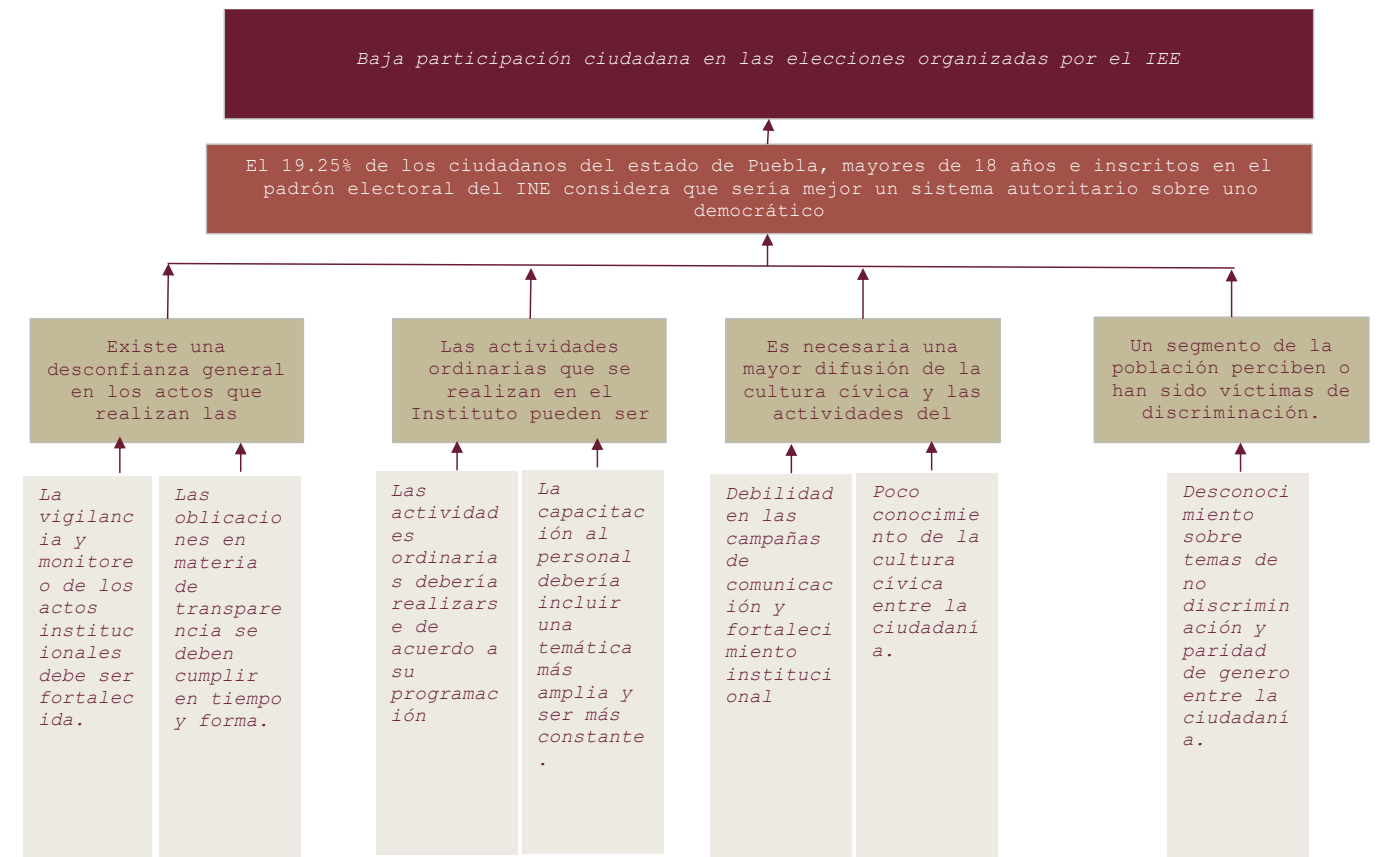 Baja participación ciudadana en las elecciones organizadas por el IEE
El 19.25% de los ciudadanos del estado de Puebla, mayores de 18 años e inscritos en el
padrón electoral del INE considera que sería mejor un sistema autoritario sobre uno
democrático
Existe una
desconfianza general
en los actos que
realizan las
Las actividades
ordinarias que se
realizan en el
Instituto pueden ser
Es necesaria una
mayor difusión de la
cultura cívica y las
actividades del
Un segmento de la
población perciben o
han sido víctimas de
discriminación.
La
vigilanc
ia y
monitore
o de los
actos
instituc
ionales
debe ser
fortalec
ida.
Las
oblicacio
nes en
materia
de
transpare
ncia se
deben
cumplir
en tiempo
y forma.
Las
actividad
es
ordinaria
s debería
realizars
e de
acuerdo a
su
programac
ión
La
capacitac
ión al
personal
debería
incluir
una
temática
más
amplia y
ser más
constante
.
Debilidad
en las
campañas
de
comunicac
ión y
fortaleci
miento
instituci
onal
Poco
conocimie
nto de la
cultura
cívica
entre la
ciudadaní
a.
Desconoci
miento
sobre
temas de
no
discrimin
ación y
paridad
de genero
entre la
ciudadaní
a.